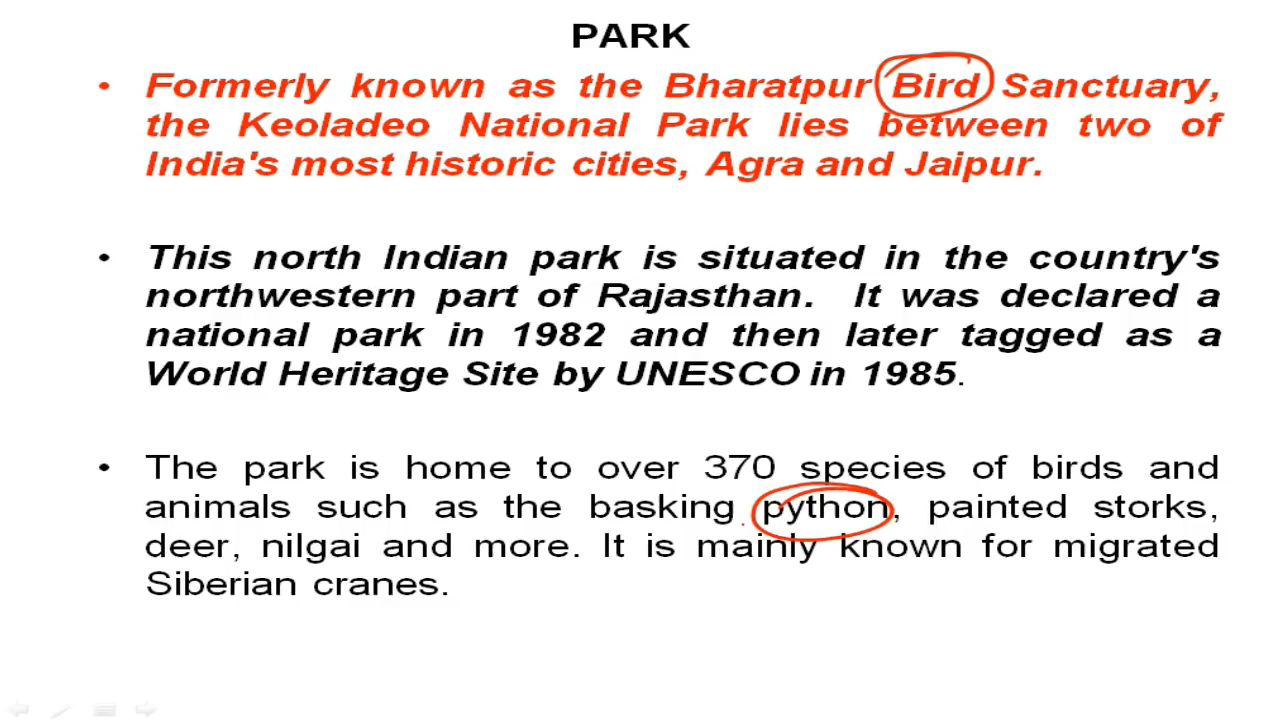 PARK
• Formerly known as the Bharatpur Bird Sanctuary,
the Keoladeo National Park lies between two of
India's most historic cities, Agra and Jaipur.
• This north Indian park is situated in the country's
northwestern part of Rajasthan. It was declared a
national park in 1982 and then later tagged as a
World Heritage Site by UNESCO in 1985.
• The park is home to over 370 species of birds and
animals such as the basking python, painted storks,
deer, nilgai and more. It is mainly known for migrated
Siberian cranes.